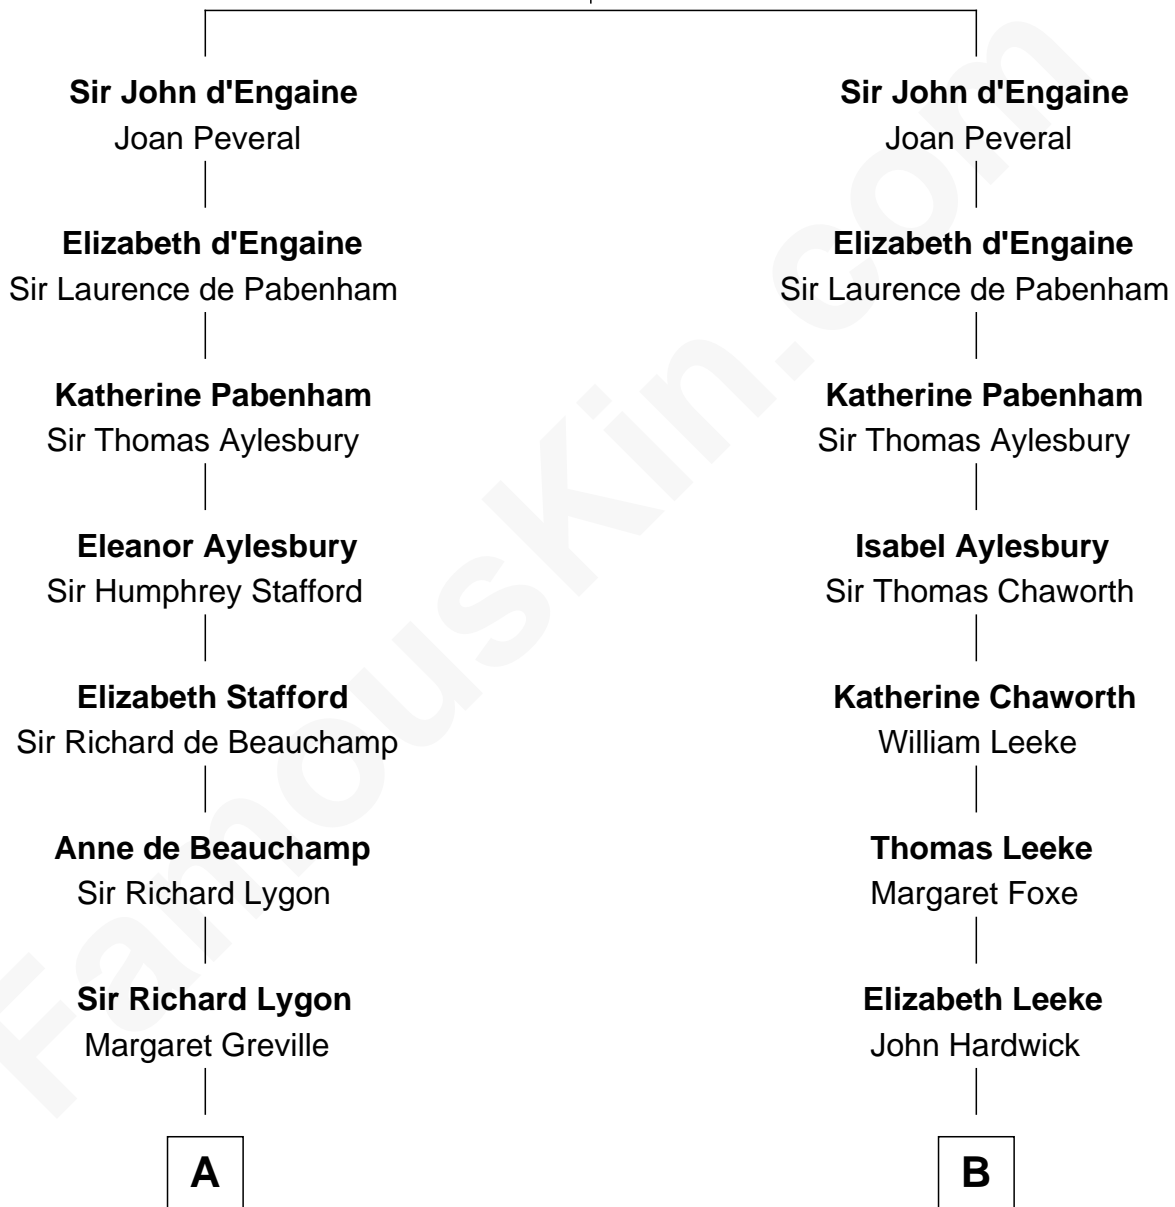 Sir John d'Engaine
Joan Peveral
Elizabeth d'Engaine
Sir Laurence de Pabenham
Katherine Pabenham
Sir Thomas Aylesbury
Eleanor Aylesbury
Sir Humphrey Stafford
Elizabeth Stafford
Sir Richard de Beauchamp
Anne de Beauchamp
Sir Richard Lygon
Sir Richard Lygon
Margaret Greville
A
Sir John d'Engaine
Joan Peveral
Elizabeth d'Engaine
Sir Laurence de Pabenham
Katherine Pabenham
Sir Thomas Aylesbury
Isabel Aylesbury
Sir Thomas Chaworth
Katherine Chaworth
William Leeke
Thomas Leeke
Margaret Foxe
Elizabeth Leeke
John Hardwick
B
FamousKin.com